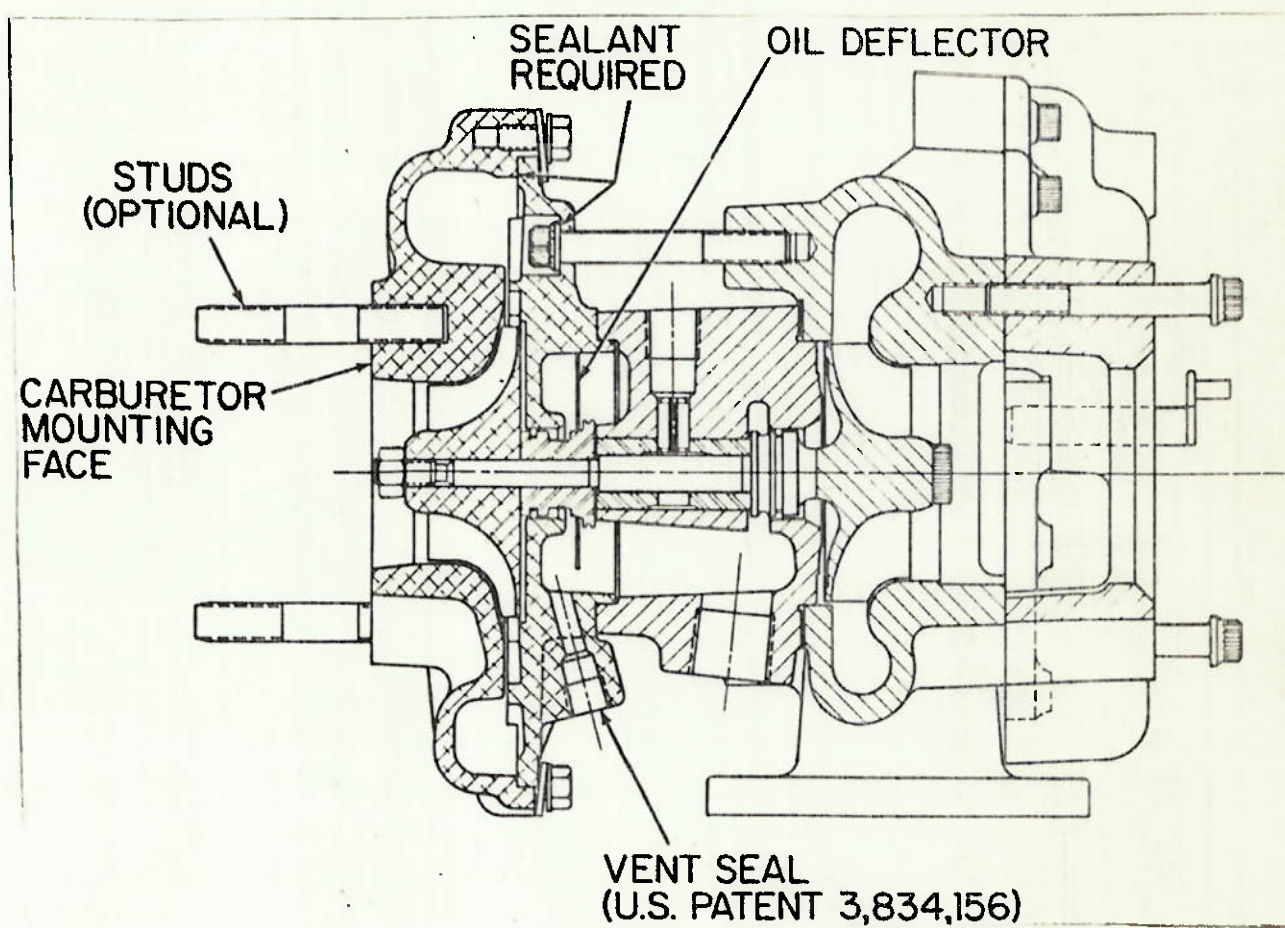 SEALANT
REQUIRED
OIL DEFLECTOR
STUDS
(OPTIONAL)
CARBURETOR
MOUNTING
FACE
VENT SEAL
(U.S. PATENT 3,834,156)